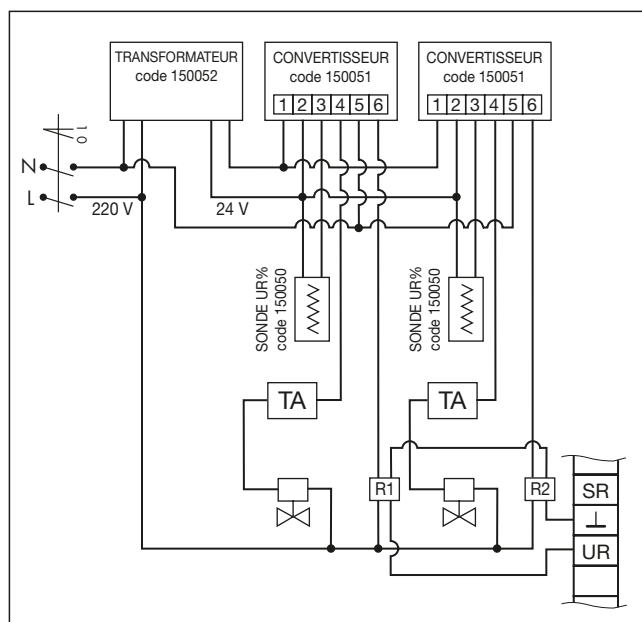 TRANSFORMATEUR
code 150052
CONVERTISSEUR
code 150051
1 2 3 4 5 6
CONVERTISSEUR
code 150051
1 2 3 4 5 6
1 0
N
L
220 V
24 V
SONDE UR%
code 150050
SONDE UR%
code 150050
TA
TA
R1
R2
SR
⊥
UR